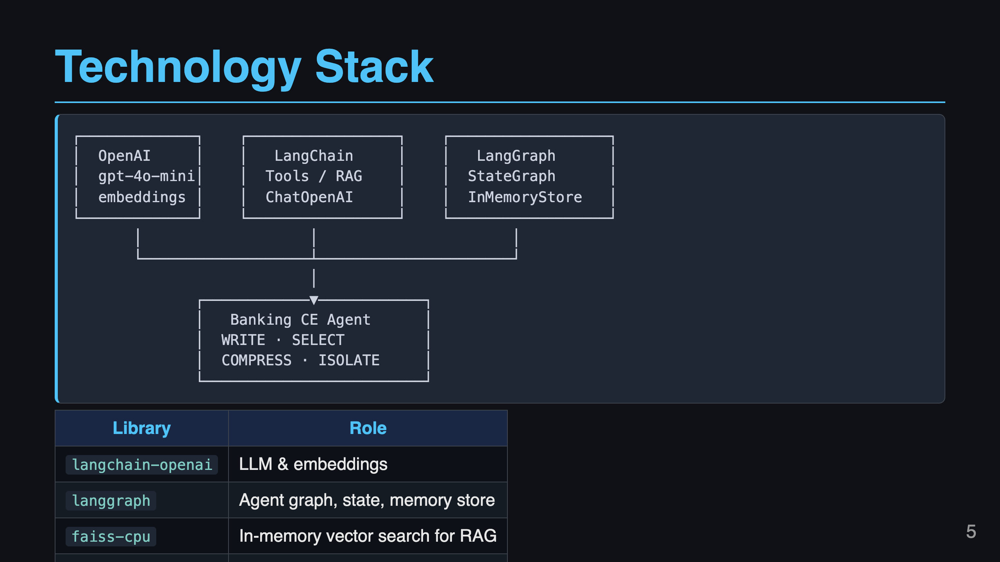 Technology Stack
OpenAI
gpt-4o-mini
embeddings
LangChain
Tools / RAG
ChatOpenAI
LangGraph
StateGraph
InMemoryStore
Banking CE Agent
WRITE · SELECT
COMPRESS · ISOLATE
Library Role
langchain-openai LLM & embeddings
langgraph Agent graph, state, memory store
faiss-cpu In-memory vector search for RAG
5